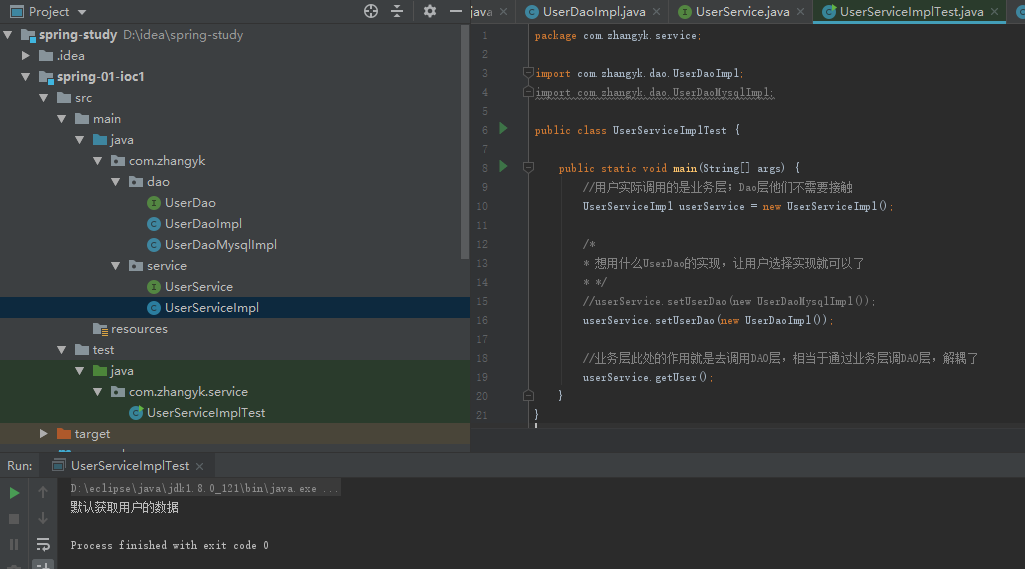 Project
spring-study D:\idea\spring-study
.idea
spring-01-ioc1
src
main
java
com.zhangyk
dao
UserDao
UserDaoImpl
UserDaoMysqlImpl
service
UserService
UserServiceImpl
resources
test
java
com.zhangyk.service
UserServiceImplTest
target
java
UserDaoImpl.java
UserService.java
UserServiceImplTest.java
1 package com.zhangyk.service;
2
3 import com.zhangyk.dao.UserDaoImpl;
4 import com.zhangyk.dao.UserDaoMysqlImpl;
5
6 public class UserServiceImplTest {
7
8 public static void main(String[] args) {
9 //用户实际调用的是业务层；Dao层他们不需要接触
10 UserServiceImpl userService = new UserServiceImpl();
11
12 /*
13 * 想用什么UserDao的实现，让用户选择实现就可以了
14 * */
15 //userService.setUserDao(new UserDaoMysqlImpl());
16 userService.setUserDao(new UserDaoImpl());
17
18 //业务层此处的作用就是去调用DAO层，相当于通过业务层调DAO层，解耦了
19 userService.getUser();
20 }
21 }
Run: UserServiceImplTest
D:\eclipse\java\jdk1.8.0_121\bin\java.exe ...
默认获取用户的数据
Process finished with exit code 0